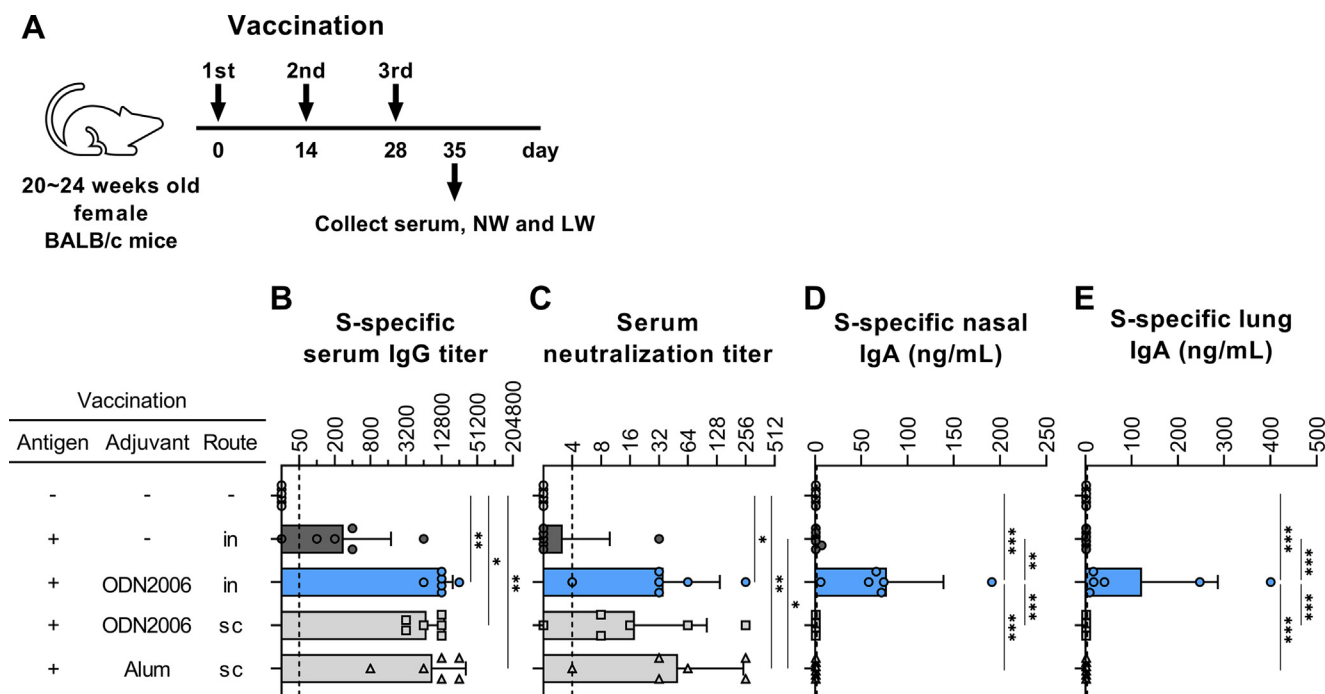 A
Vaccination
1st 2nd 3rd
0 14 28 35 day
20~24 weeks old
female
BALB/c mice
Collect serum, NW and LW
B
S-specific
serum IgG titer
C
Serum
neutralization titer
D
S-specific nasal
IgA (ng/mL)
E
S-specific lung
IgA (ng/mL)
Vaccination
Antigen Adjuvant Route
50 200 800 3200 12800 51200 204800
4 8 16 32 64 128 256 512
0 50 100 150 200 250
0 100 200 300 400 500
- - -
+ - in
+ ODN2006 in
+ ODN2006 sc
+ Alum sc
** * **
* ** *
*** ** *** ***
*** *** *** ***